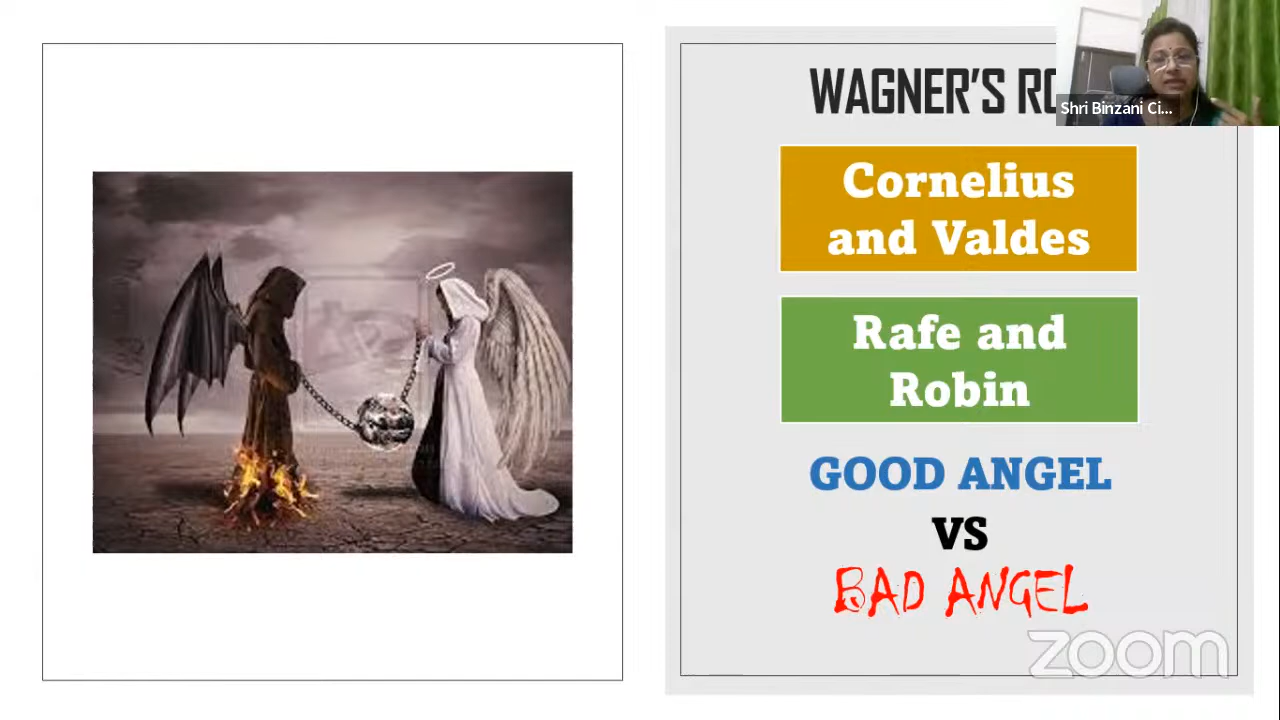 WAGNER'S
Shri Binzani Ci...
Cornelius
and Valdes
Rafe and
Robin
GOOD ANGEL
VS
BAD ANGEL
zoom